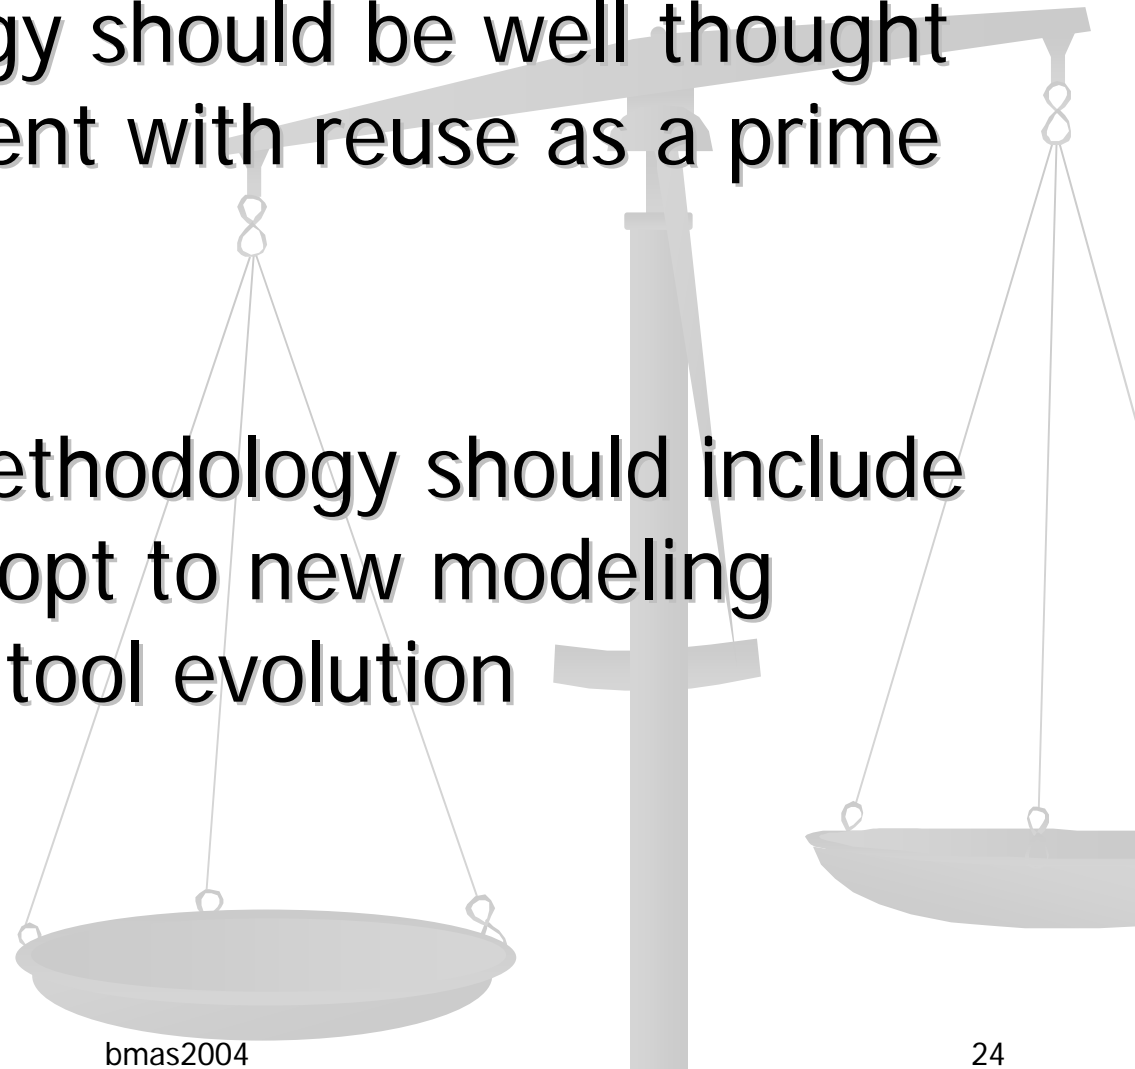 gy should be well thought
ent with reuse as a prime
ethodology should include
opt to new modeling
tool evolution
bmas2004 24